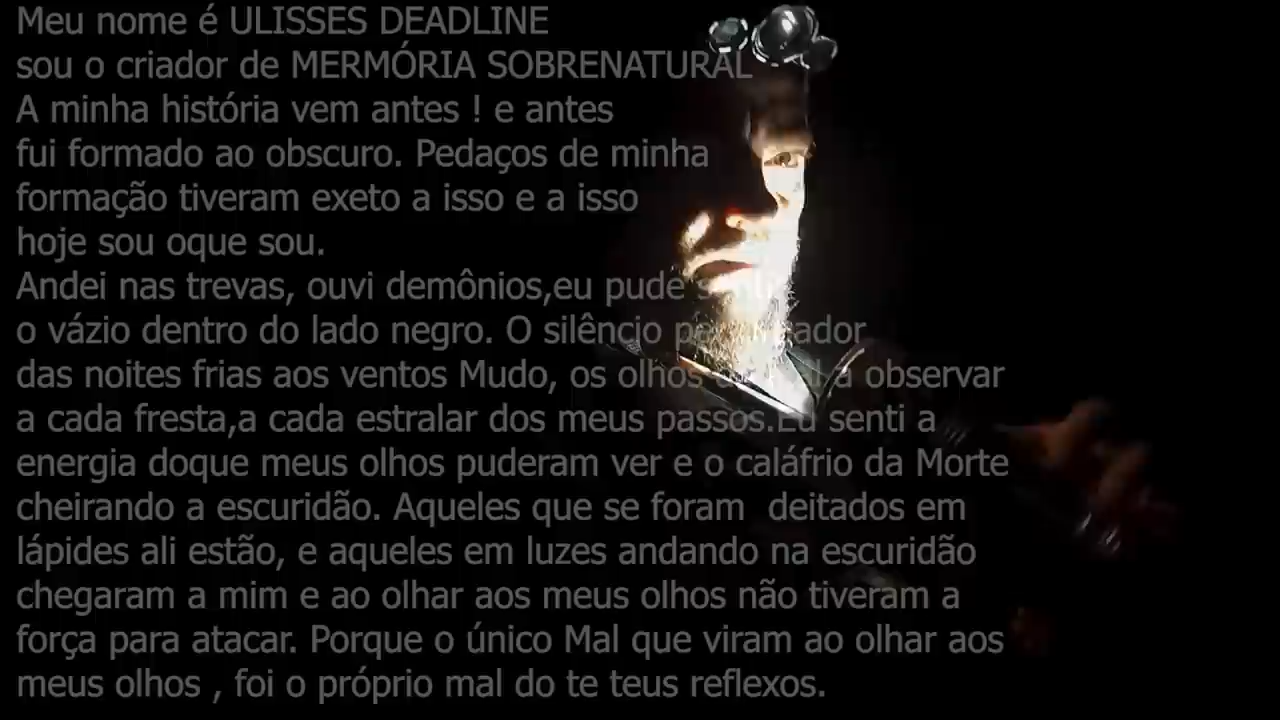 Meu nome é ULISSES DEADLINE
sou o criador de MERMÓRIA SOBRENATURAL
A minha história vem antes ! e antes
fui formado ao obscuro. Pedaços de minha
formação tiveram exeto a isso e a isso
hoje sou oque sou.
Andei nas trevas, ouvi demônios,eu pude
o vázio dentro do lado negro. O silêncio
das noites frias aos ventos Mudo, os olhos a observar
a cada fresta,a cada estralar dos meus passos.Eu senti a
energia doque meus olhos puderam ver e o caláfrio da Morte
cheirando a escuridão. Aqueles que se foram  deitados em
lápides ali estão, e aqueles em luzes andando na escuridão
chegaram a mim e ao olhar aos meus olhos não tiveram a
força para atacar. Porque o único Mal que viram ao olhar aos
meus olhos , foi o próprio mal do te teus reflexos.